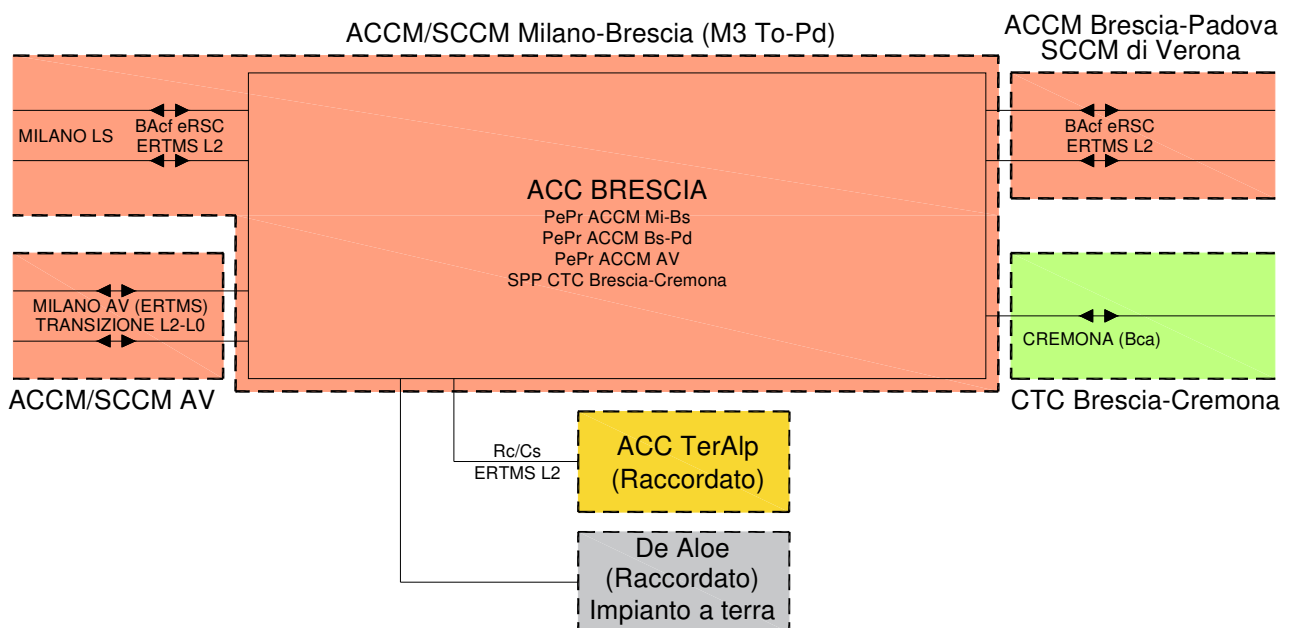 ACCM/SCCM Milano-Brescia (M3 To-Pd)
ACCM Brescia-Padova
SCCM di Verona
MILANO LS
BAcf eRSC
ERTMS L2
BAcf eRSC
ERTMS L2
ACC BRESCIA
PePr ACCM Mi-Bs
PePr ACCM Bs-Pd
PePr ACCM AV
SPP CTC Brescia-Cremona
MILANO AV (ERTMS)
TRANSIZIONE L2-L0
CREMONA (Bca)
ACCM/SCCM AV
CTC Brescia-Cremona
Rc/Cs
ERTMS L2
ACC TerAlp
(Raccordato)
De Aloe
(Raccordato)
Impianto a terra